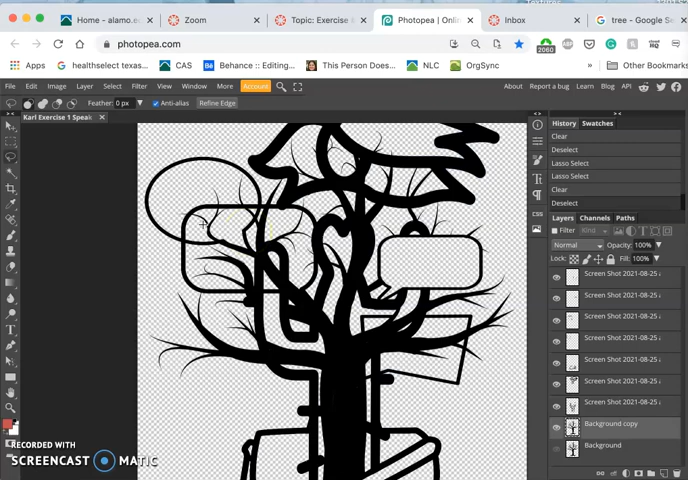 Textures
Home - alamo.ed
Zoom
Topic: Exercise I
Photopea | Onlin
Inbox
tree - Google S
photopea.com
2060
ABP
Apps
healthselect texas...
CAS
Behance :: Editing...
This Person Does...
NLC
OrgSync
»
Other Bookmarks
File Edit Image Layer Select Filter View Window More Account
About Report a bug Learn Blog API
Feather: 0 px
Anti-alias
Refine Edge
Karl Exercise 1 Speak
History Swatches
Clear
Deselect
Lasso Select
Lasso Select
Clear
Deselect
CSS
Layers Channels Paths
Filter Kind
Normal Opacity: 100%
Lock: Fill: 100%
Screen Shot 2021-08-25
Screen Shot 2021-08-25
Screen Shot 2021-08-25
Screen Shot 2021-08-25
Screen Shot 2021-08-25
Screen Shot 2021-08-25
Screen Shot 2021-08-25
Background copy
Background
RECORDED WITH
SCREENCAST MATIC